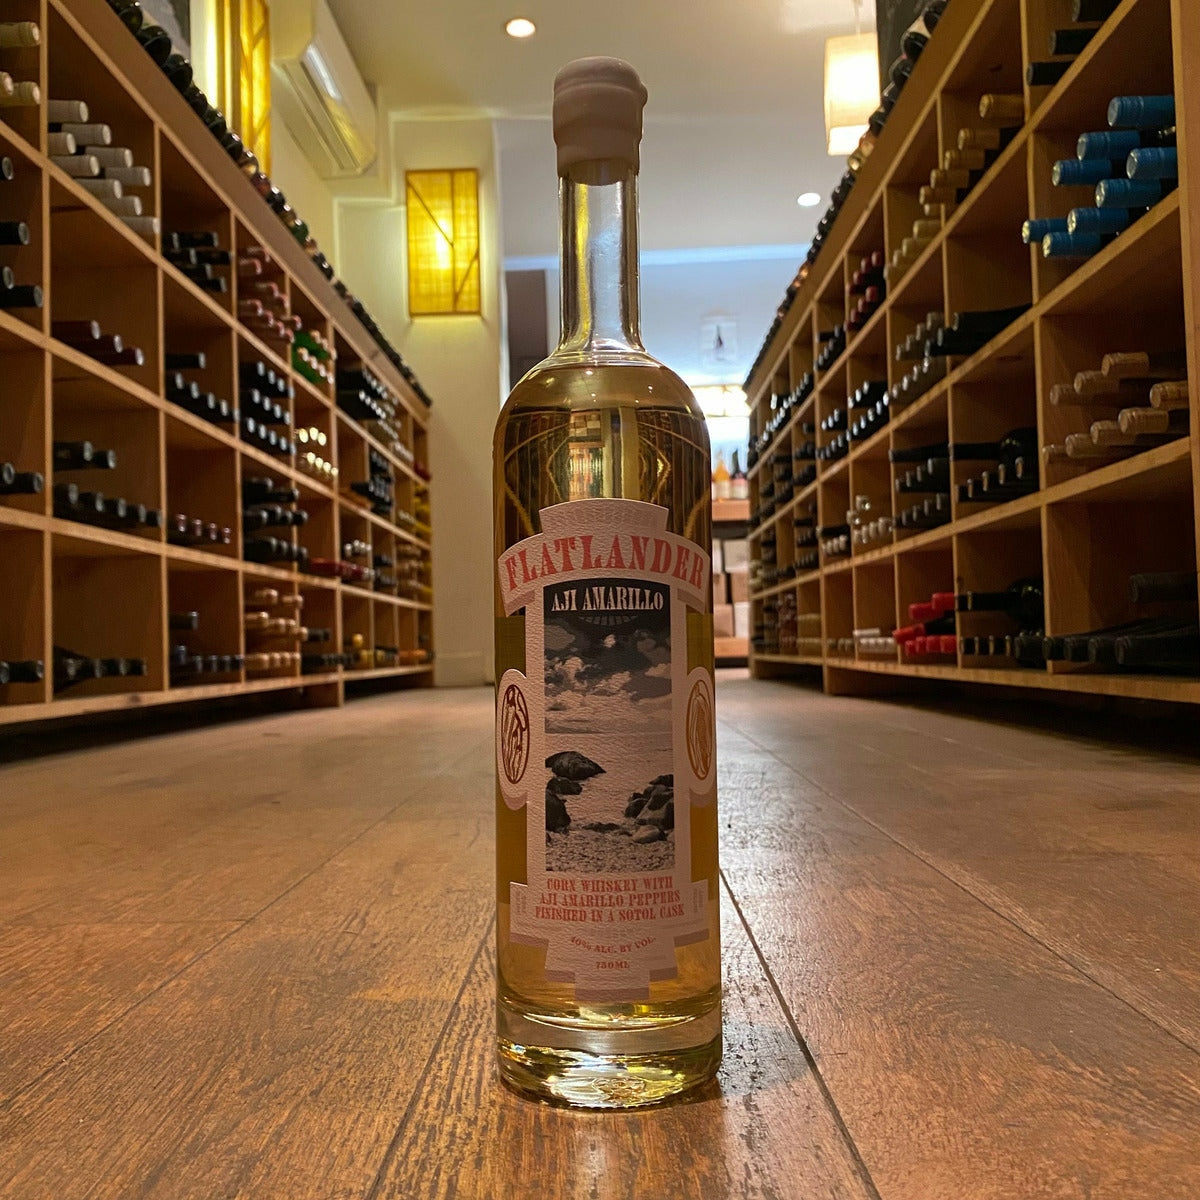 FLATLANDER
AJI AMARILLO
CORN WHISKEY WITH
AJI AMARILLO PEPPERS
FINISHED IN A SOTOL CASK
40% ALC. BY VOL.
750ML